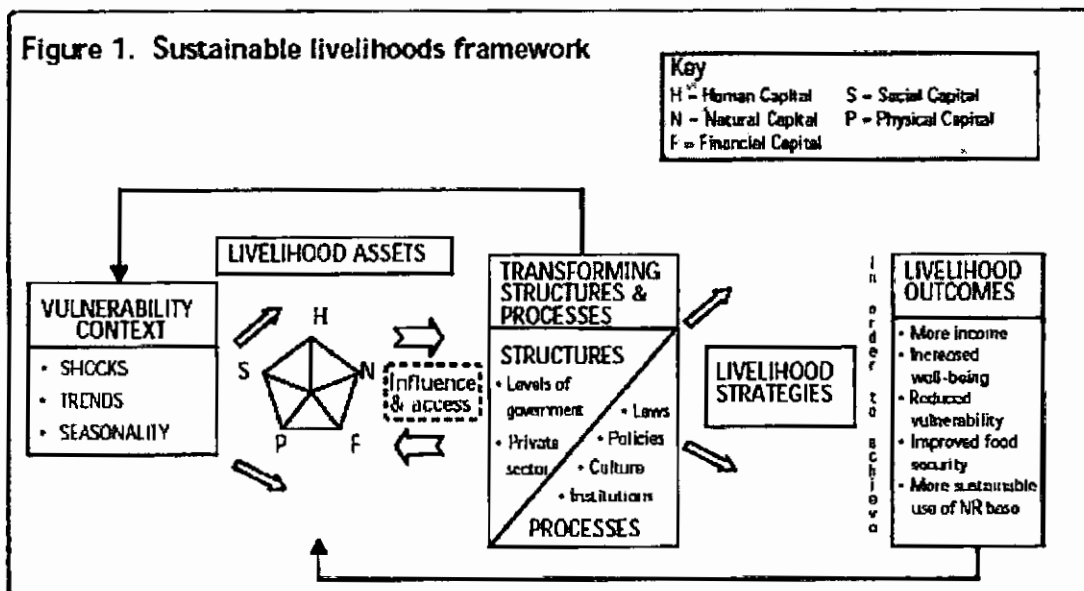 Figure 1. Sustainable livelihoods framework
Key
H = Human Capital S = Social Capital
N = Natural Capital P = Physical Capital
F = Financial Capital
LIVELIHOOD ASSETS
VULNERABILITY
CONTEXT
• SHOCKS
• TRENDS
• SEASONALITY
H
S
N
P
F
Influence
& access
TRANSFORMING
STRUCTURES &
PROCESSES
STRUCTURES
• Levels of
government
• Private
sector
• Laws
• Policies
• Culture
• Institutions
PROCESSES
LIVELIHOOD
STRATEGIES
in order to achieve
LIVELIHOOD
OUTCOMES
• More income
• Increased
well-being
• Reduced
vulnerability
• Improved food
security
• More sustainable
use of NR base